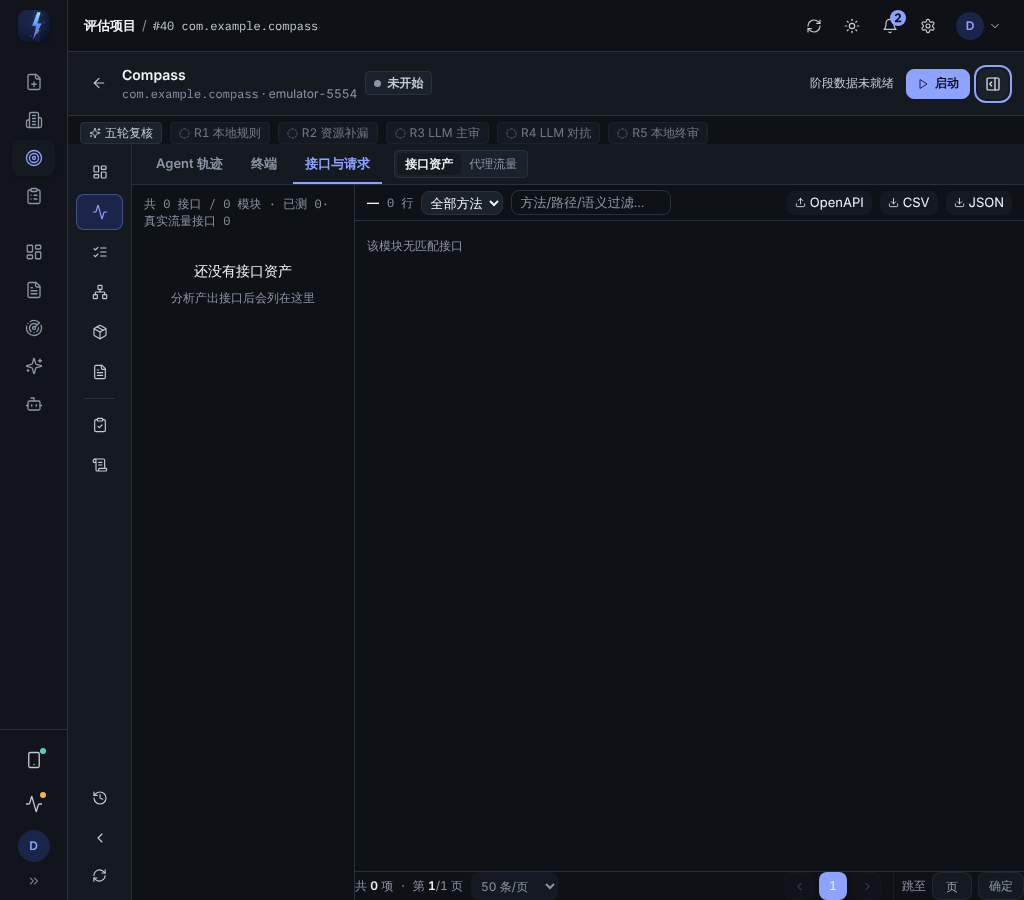 评估项目 / #40 com.example.compass
2
D
Compass
com.example.compass · emulator-5554
未开始
阶段数据未就绪
启动
五轮复核
R1 本地规则
R2 资源补漏
R3 LLM 主审
R4 LLM 对抗
R5 本地终审
Agent 轨迹
终端
接口与请求
接口资产
代理流量
共 0 接口 / 0 模块 · 已测 0·
真实流量接口 0
— 0 行
全部方法
方法/路径/语义过滤...
OpenAPI
CSV
JSON
还没有接口资产
分析产出接口后会列在这里
该模块无匹配接口
D
共 0 项 · 第 1/1 页
50 条/页
1
跳至
页
确定